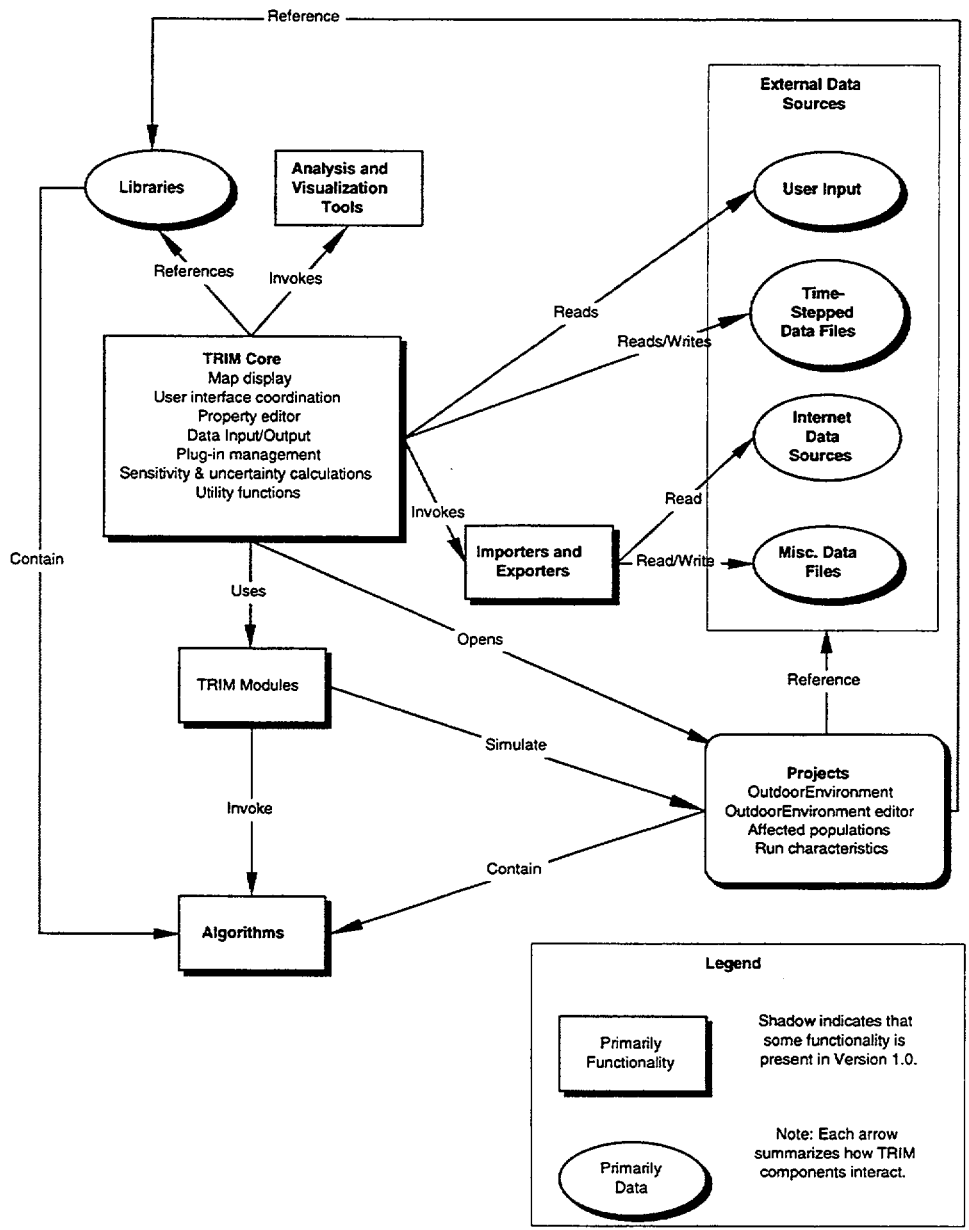 Reference
External Data
Sources
Libraries
Analysis and
Visualization
Tools
User Input
References
Invokes
Reads
Time-
Stepped
Data Files
Reads/Writes
TRIM Core
Map display
User interface coordination
Property editor
Data Input/Output
Plug-in management
Sensitivity & uncertainty calculations
Utility functions
Internet
Data
Sources
Read
Invokes
Contain
Importers and
Exporters
Read/Write
Misc. Data
Files
Uses
Opens
TRIM Modules
Reference
Simulate
Projects
OutdoorEnvironment
OutdoorEnvironment editor
Affected populations
Run characteristics
Invoke
Contain
Algorithms
Legend
Primarily
Functionality
Shadow indicates that
some functionality is
present in Version 1.0.
Primarily
Data
Note: Each arrow
summarizes how TRIM
components interact.